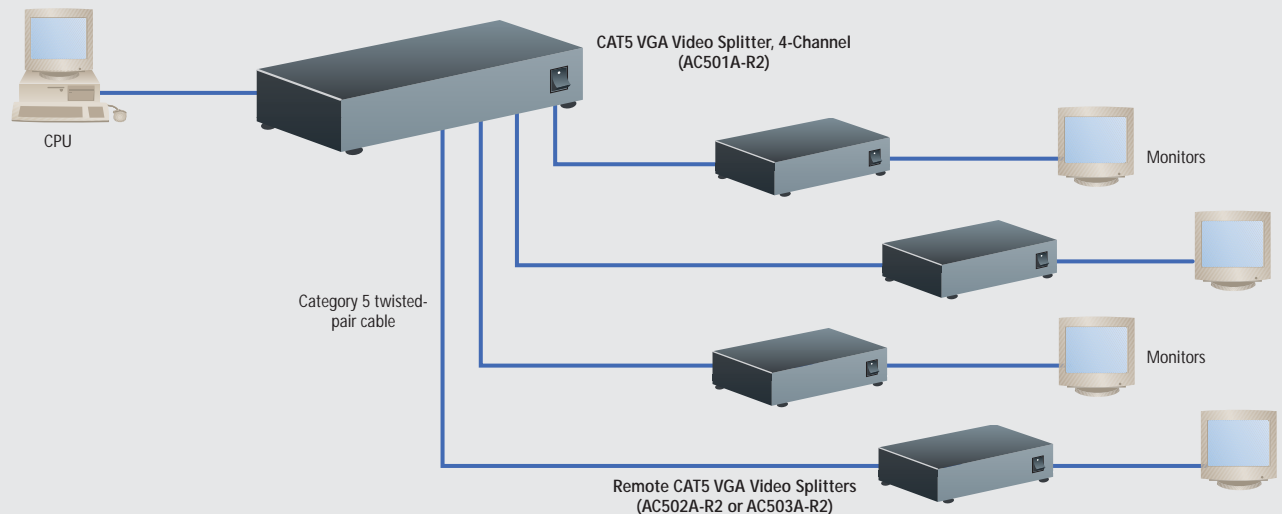 CAT5 VGA Video Splitter, 4-Channel
(AC501A-R2)
CPU
Monitors
Category 5 twisted-
pair cable
Monitors
Remote CAT5 VGA Video Splitters
(AC502A-R2 or AC503A-R2)